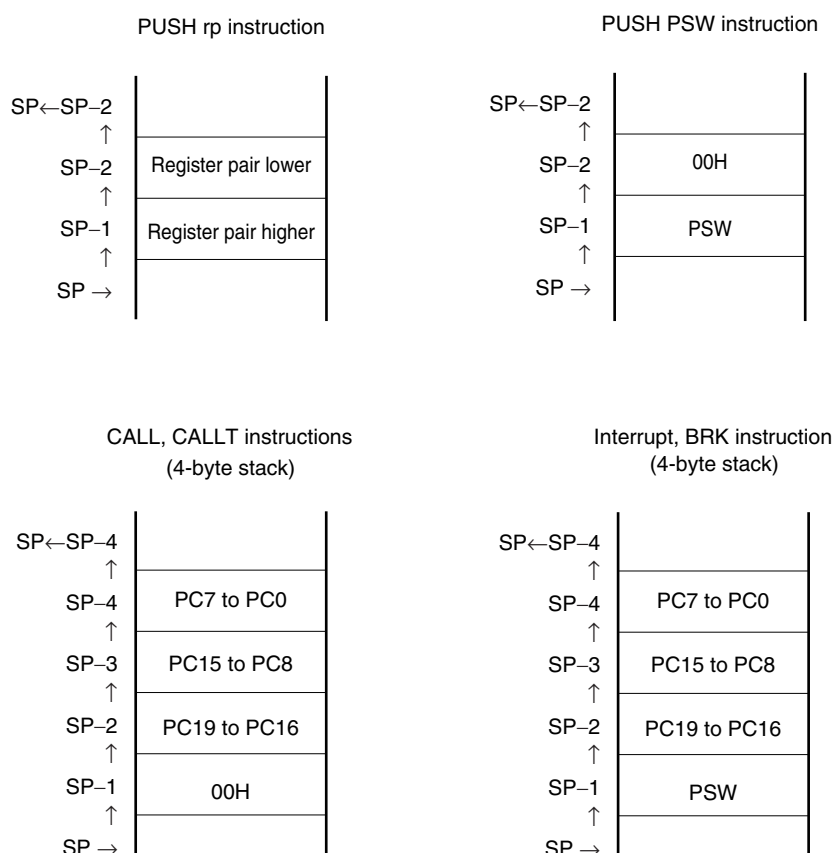 PUSH rp instruction
SP←SP–2
↑
SP–2
↑
SP–1
↑
SP →
Register pair lower
Register pair higher
PUSH PSW instruction
SP←SP–2
↑
SP–2
↑
SP–1
↑
SP →
00H
PSW
CALL, CALLT instructions
(4-byte stack)
SP←SP–4
↑
SP–4
↑
SP–3
↑
SP–2
↑
SP–1
↑
SP →
PC7 to PC0
PC15 to PC8
PC19 to PC16
00H
Interrupt, BRK instruction
(4-byte stack)
SP←SP–4
↑
SP–4
↑
SP–3
↑
SP–2
↑
SP–1
↑
SP →
PC7 to PC0
PC15 to PC8
PC19 to PC16
PSW